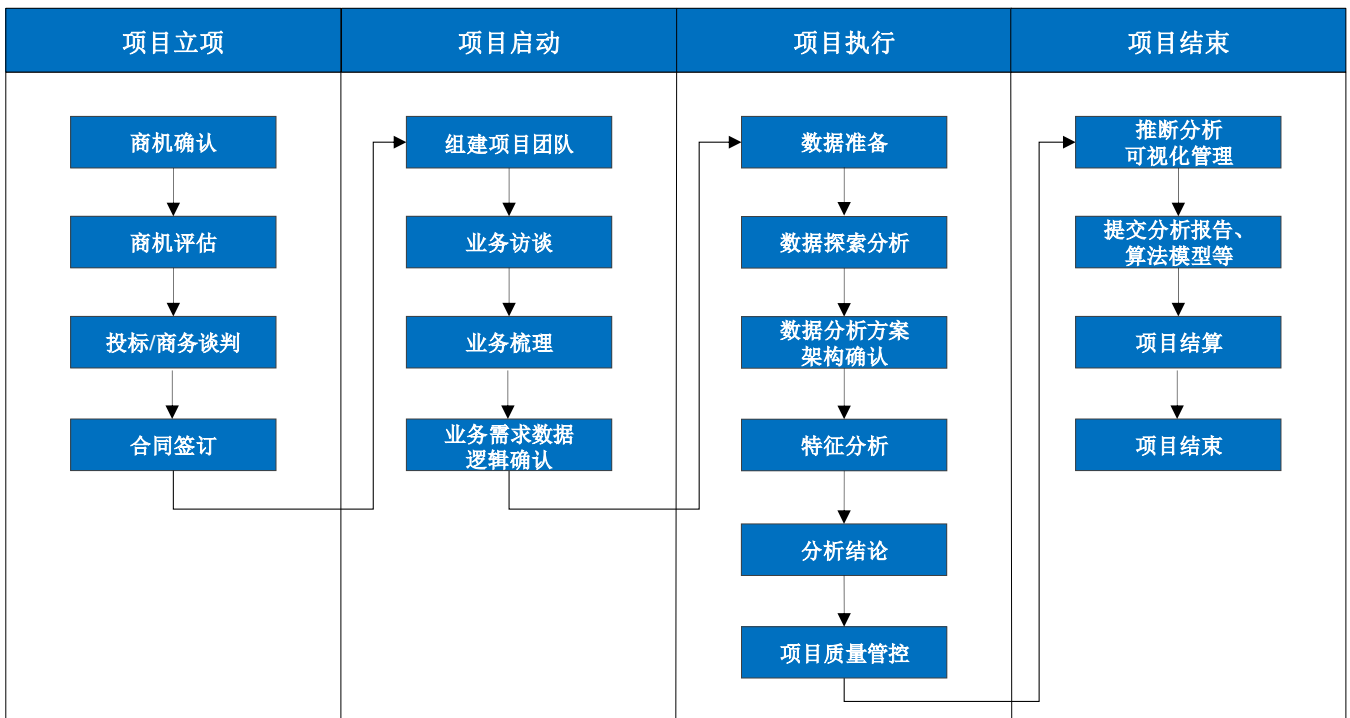 项目立项
项目启动
项目执行
项目结束
商机确认
商机评估
投标/商务谈判
合同签订
组建项目团队
业务访谈
业务梳理
业务需求数据
逻辑确认
数据准备
数据探索分析
数据分析方案
架构确认
特征分析
分析结论
项目质量管控
推断分析
可视化管理
提交分析报告、
算法模型等
项目结算
项目结束